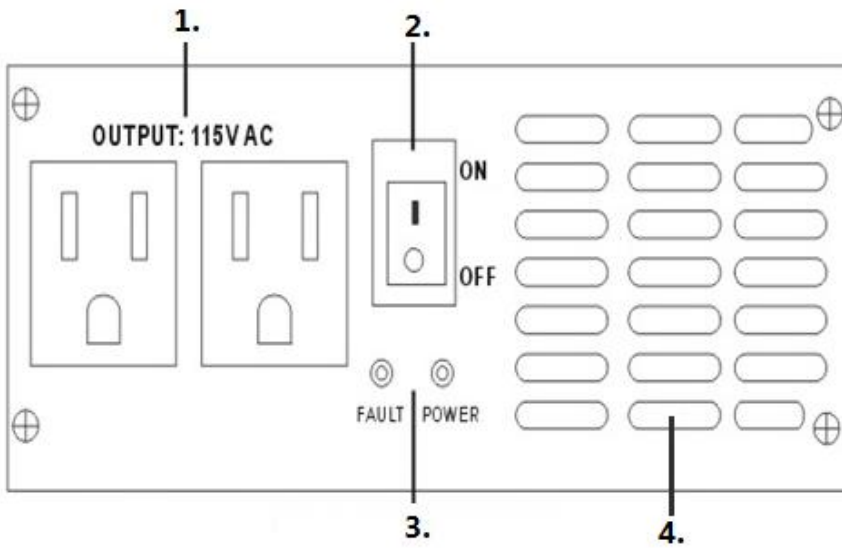 1.
2.
OUTPUT: 115V AC
ON
OFF
FAULT
POWER
3.
4.